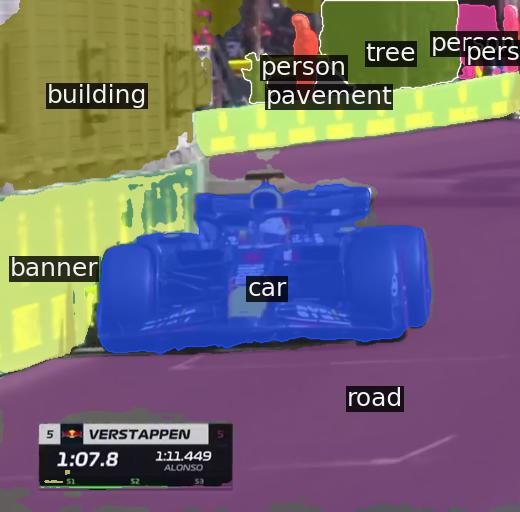 person
tree
person
pers
building
pavement
banner
car
road
5 VERSTAPPEN 5
1:07.8 1:11.449
ALONSO
S1 S2 S3